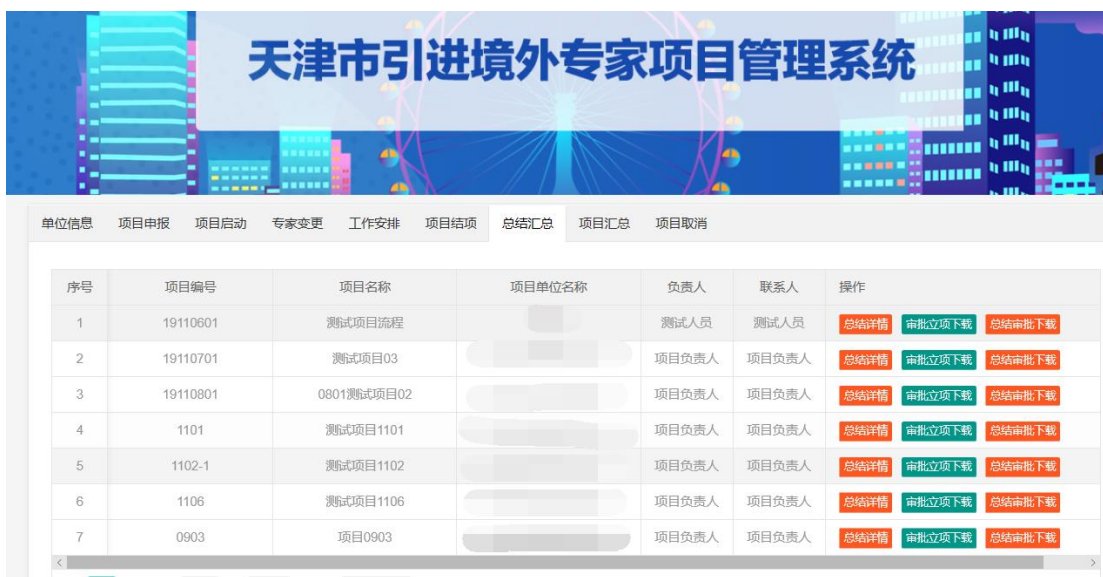 天津市引进境外专家项目管理系统
单位信息 项目申报 项目启动 专家变更 工作安排 项目结项 总结汇总 项目汇总 项目取消
序号 项目编号 项目名称 项目单位名称 负责人 联系人 操作
1 19110601 测试项目流程 测试人员 测试人员 总结详情 审批立项下载 总结审批下载
2 19110701 测试项目03 项目负责人 项目负责人 总结详情 审批立项下载 总结审批下载
3 19110801 0801测试项目02 项目负责人 项目负责人 总结详情 审批立项下载 总结审批下载
4 1101 测试项目1101 项目负责人 项目负责人 总结详情 审批立项下载 总结审批下载
5 1102-1 测试项目1102 项目负责人 项目负责人 总结详情 审批立项下载 总结审批下载
6 1106 测试项目1106 项目负责人 项目负责人 总结详情 审批立项下载 总结审批下载
7 0903 项目0903 项目负责人 项目负责人 总结详情 审批立项下载 总结审批下载